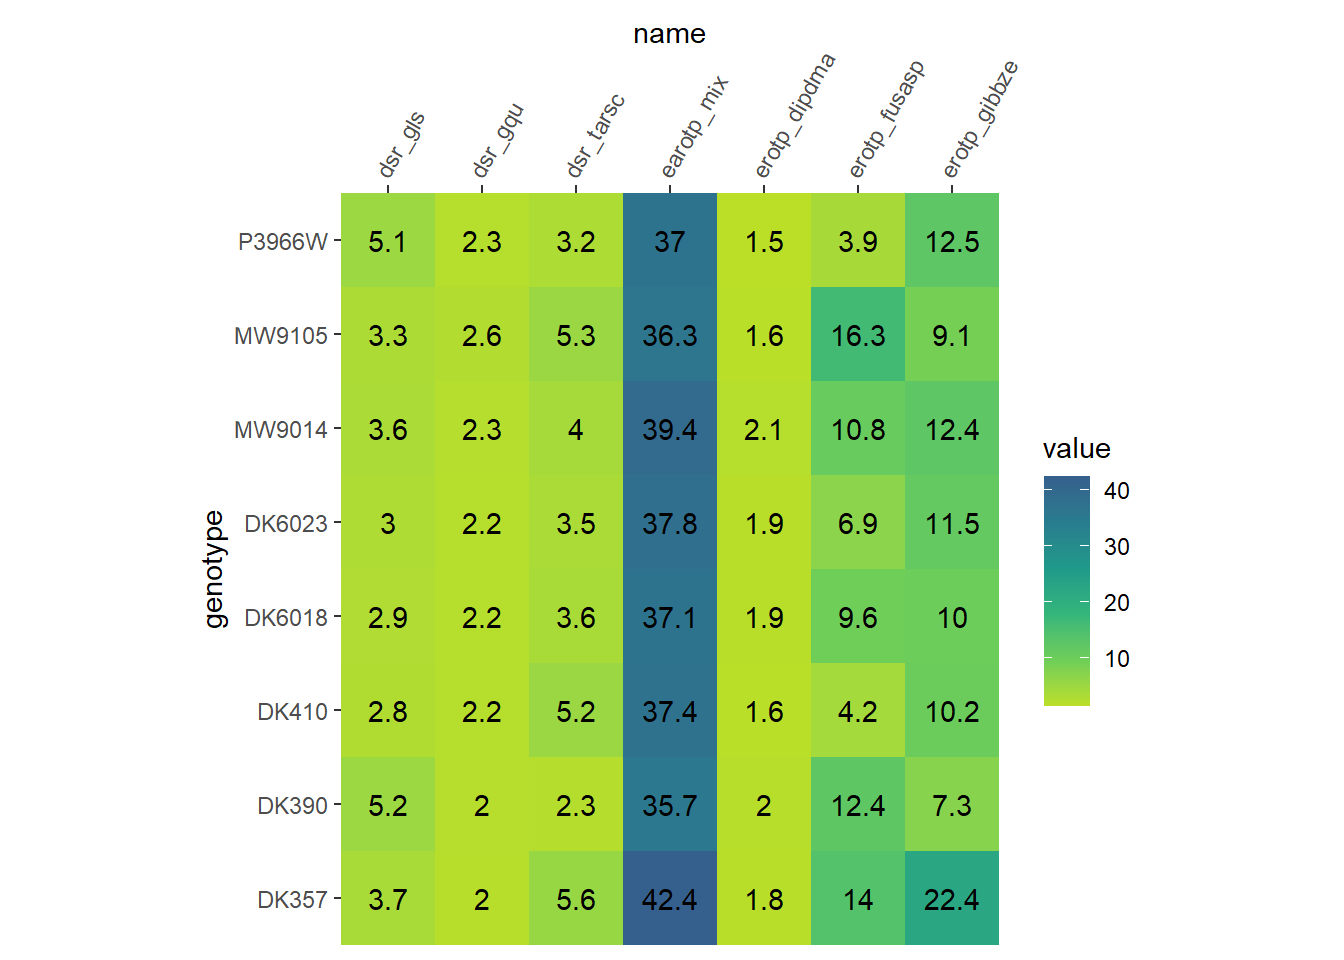 name
dsr_gls dsr_gqu dsr_tarsc earotp_mix erotp_dipdma erotp_fusasp erotp_gibbze
P3966W 5.1 2.3 3.2 37 1.5 3.9 12.5
MW9105 3.3 2.6 5.3 36.3 1.6 16.3 9.1
MW9014 3.6 2.3 4 39.4 2.1 10.8 12.4
DK6023 3 2.2 3.5 37.8 1.9 6.9 11.5
DK6018 2.9 2.2 3.6 37.1 1.9 9.6 10
DK410 2.8 2.2 5.2 37.4 1.6 4.2 10.2
DK390 5.2 2 2.3 35.7 2 12.4 7.3
DK357 3.7 2 5.6 42.4 1.8 14 22.4
genotype
value
40
30
20
10